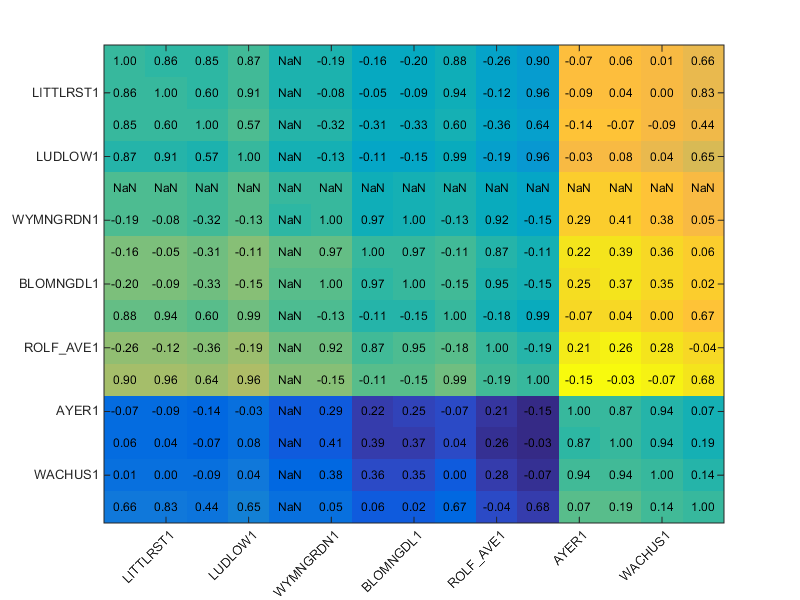 1.00 0.86 0.85 0.87 NaN -0.19 -0.16 -0.20 0.88 -0.26 0.90 -0.07 0.06 0.01 0.66
LITTLRST1 0.86 1.00 0.60 0.91 NaN -0.08 -0.05 -0.09 0.94 -0.12 0.96 -0.09 0.04 0.00 0.83
0.85 0.60 1.00 0.57 NaN -0.32 -0.31 -0.33 0.60 -0.36 0.64 -0.14 -0.07 -0.09 0.44
LUDLOW1 0.87 0.91 0.57 1.00 NaN -0.13 -0.11 -0.15 0.99 -0.19 0.96 -0.03 0.08 0.04 0.65
NaN NaN NaN NaN NaN NaN NaN NaN NaN NaN NaN NaN NaN NaN NaN
WYMNGRDN1 -0.19 -0.08 -0.32 -0.13 NaN 1.00 0.97 1.00 -0.13 0.92 -0.15 0.29 0.41 0.38 0.05
-0.16 -0.05 -0.31 -0.11 NaN 0.97 1.00 0.97 -0.11 0.87 -0.11 0.22 0.39 0.36 0.06
BLOMNGDL1 -0.20 -0.09 -0.33 -0.15 NaN 1.00 0.97 1.00 -0.15 0.95 -0.15 0.25 0.37 0.35 0.02
0.88 0.94 0.60 0.99 NaN -0.13 -0.11 -0.15 1.00 -0.18 0.99 -0.07 0.04 0.00 0.67
ROLF_AVE1 -0.26 -0.12 -0.36 -0.19 NaN 0.92 0.87 0.95 -0.18 1.00 -0.19 0.21 0.26 0.28 -0.04
0.90 0.96 0.64 0.96 NaN -0.15 -0.11 -0.15 0.99 -0.19 1.00 -0.15 -0.03 -0.07 0.68
AYER1 -0.07 -0.09 -0.14 -0.03 NaN 0.29 0.22 0.25 -0.07 0.21 -0.15 1.00 0.87 0.94 0.07
0.06 0.04 -0.07 0.08 NaN 0.41 0.39 0.37 0.04 0.26 -0.03 0.87 1.00 0.94 0.19
WACHUS1 0.01 0.00 -0.09 0.04 NaN 0.38 0.36 0.35 0.00 0.28 -0.07 0.94 0.94 1.00 0.14
0.66 0.83 0.44 0.65 NaN 0.05 0.06 0.02 0.67 -0.04 0.68 0.07 0.19 0.14 1.00
LITTLRST1 LUDLOW1 WYMNGRDN1 BLOMNGDL1 ROLF_AVE1 AYER1 WACHUS1